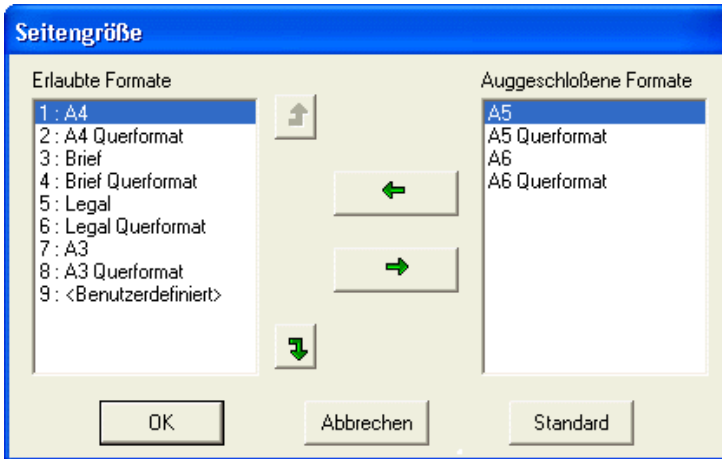 Seitengröße
Erlaubte Formate
1 : A4
2 : A4 Querformat
3 : Brief
4 : Brief Querformat
5 : Legal
6 : Legal Querformat
7 : A3
8 : A3 Querformat
9 : <Benutzerdefiniert>
Auggeschloßene Formate
A5
A5 Querformat
A6
A6 Querformat
OK
Abbrechen
Standard